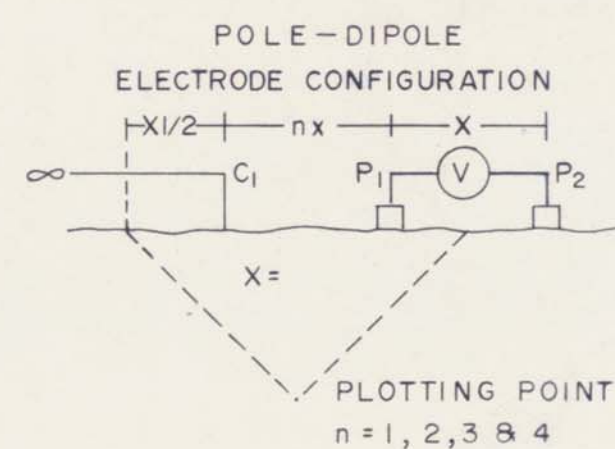 POLE-DIPOLE
ELECTRODE CONFIGURATION
X1/2 nx X
∞ C1 P1 V P2
X =
PLOTTING POINT
n = 1, 2, 3 & 4